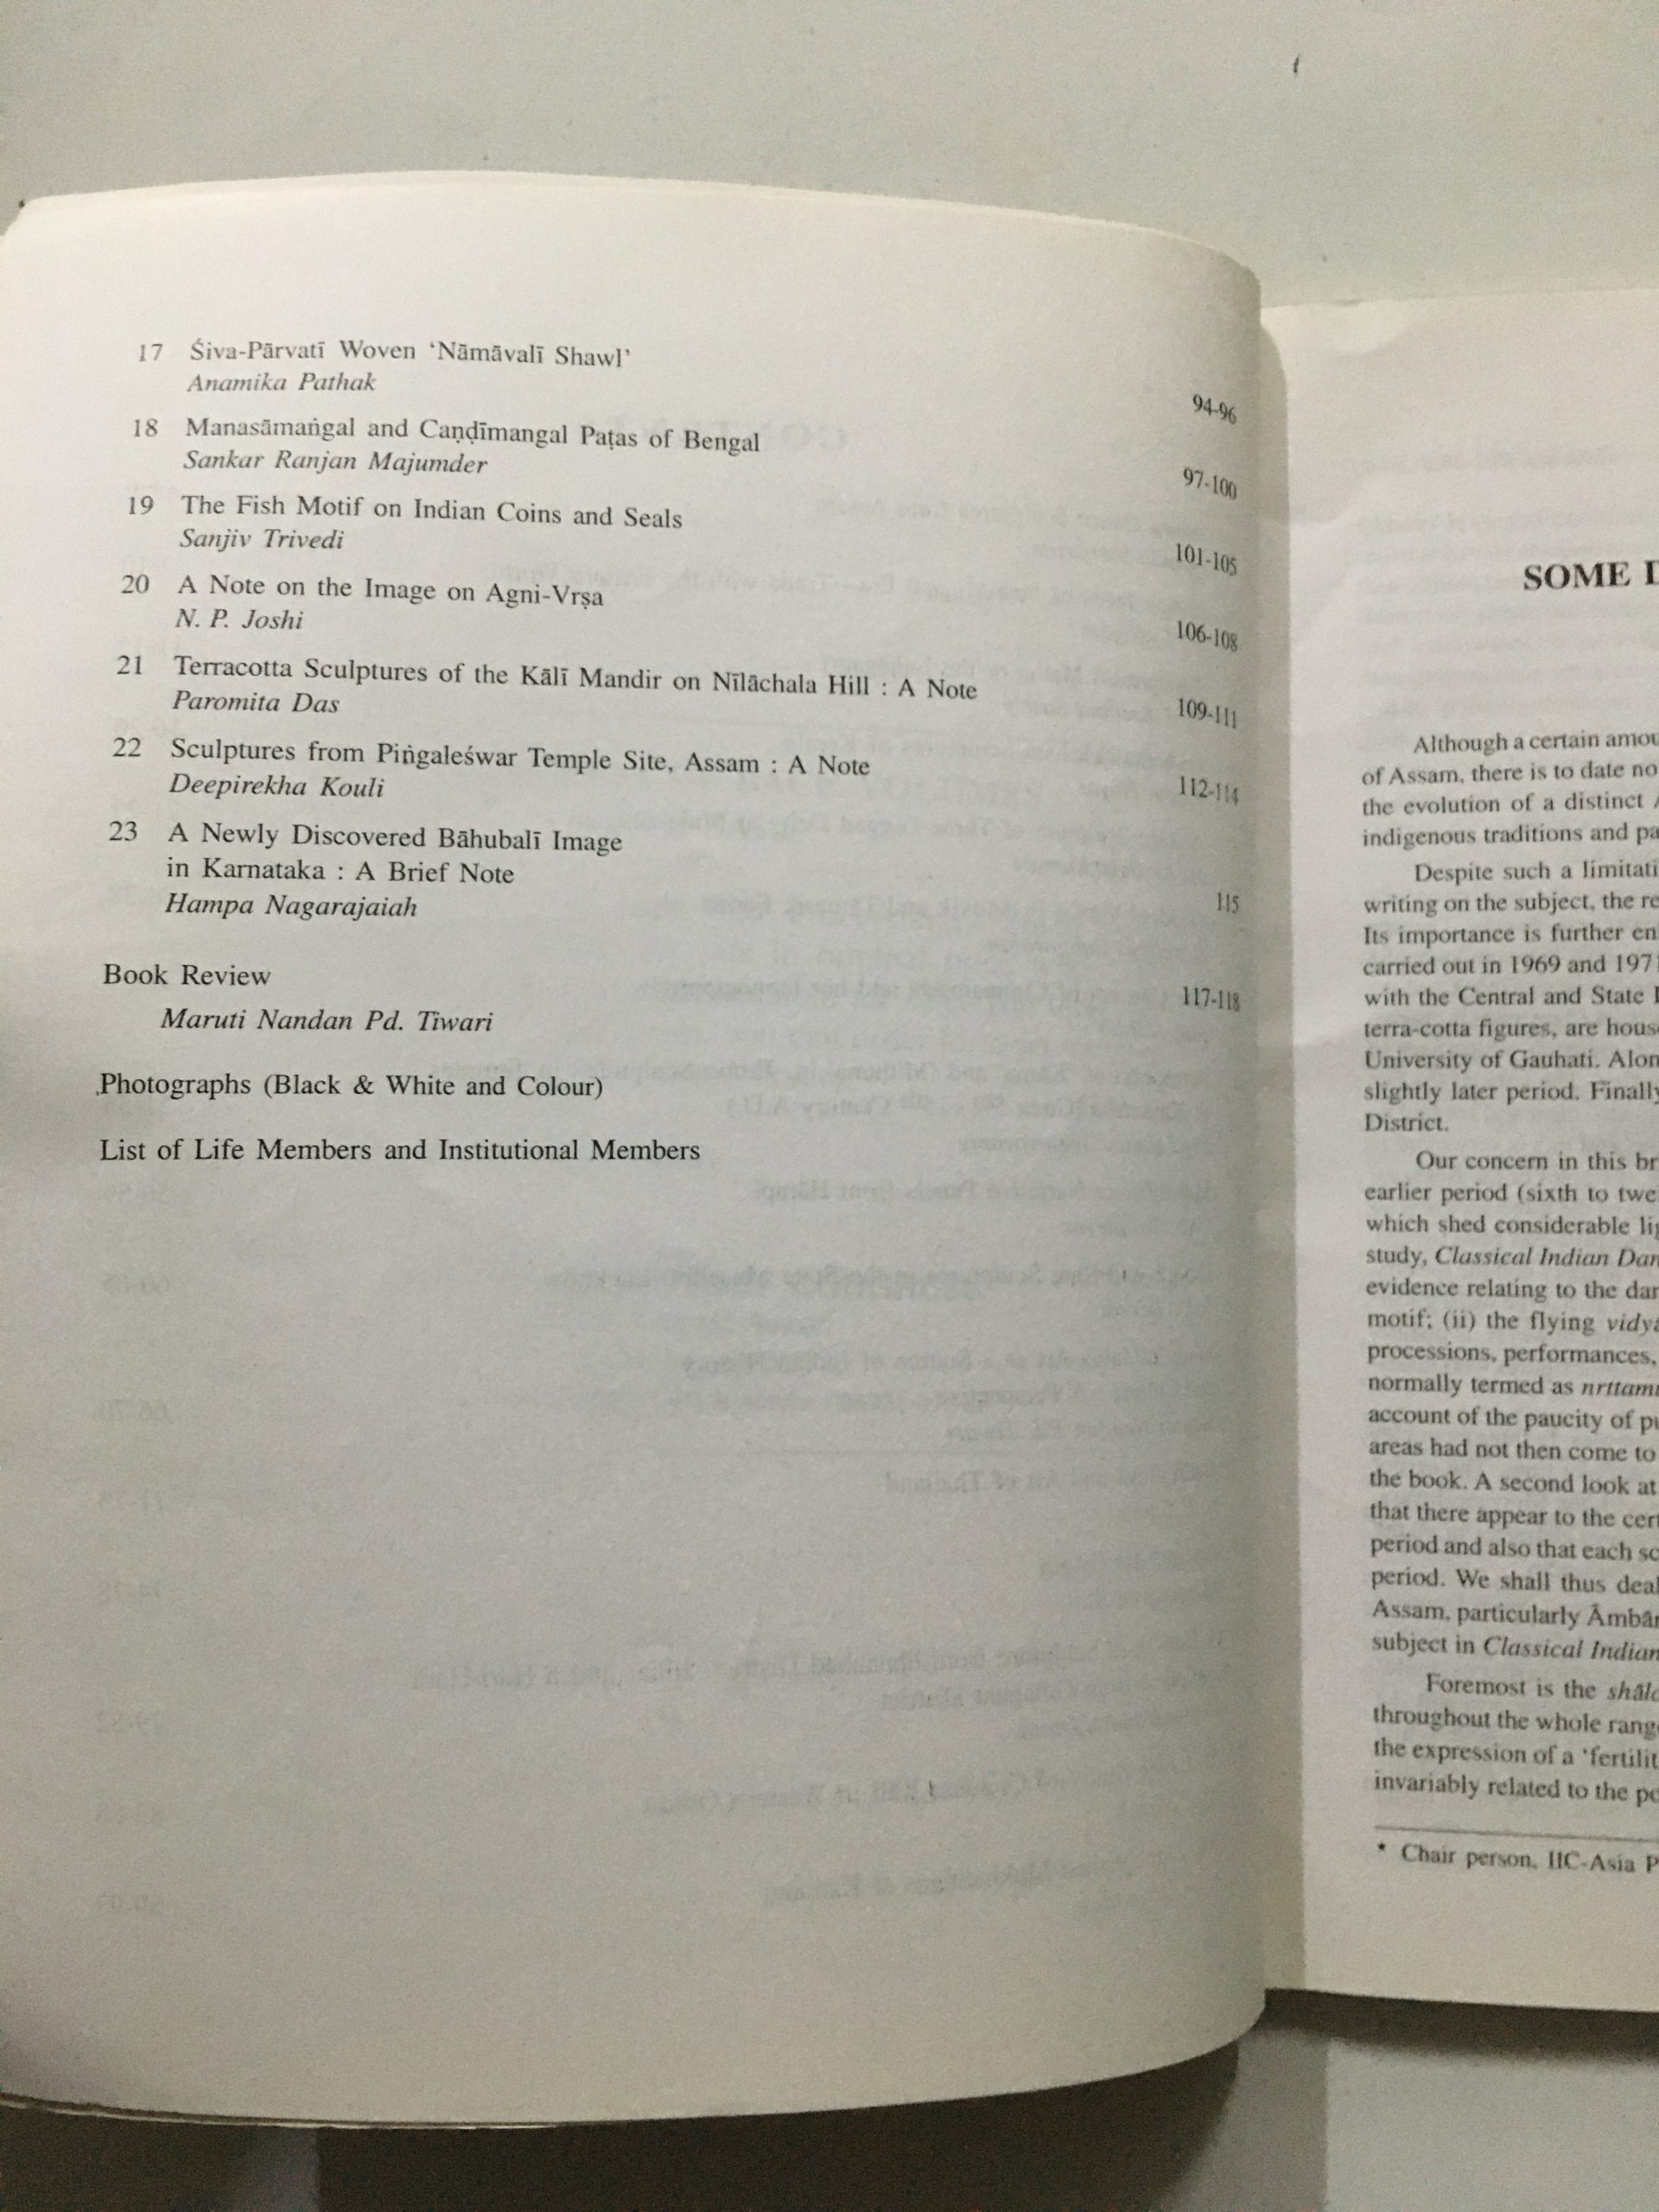 17 Śiva-Pārvatī Woven ‘Nāmāvalī Shawl’
Anamika Pathak 94-96
18 Manasāmaṅgal and Caṇḍīmangal Paṭas of Bengal
Sankar Ranjan Majumder 97-100
19 The Fish Motif on Indian Coins and Seals
Sanjiv Trivedi 101-105
20 A Note on the Image on Agni-Vrṣa
N. P. Joshi 106-108
21 Terracotta Sculptures of the Kālī Mandir on Nīlāchala Hill : A Note
Paromita Das 109-111
22 Sculptures from Piṅgaleśwar Temple Site, Assam : A Note
Deepirekha Kouli 112-114
23 A Newly Discovered Bāhubalī Image
in Karnataka : A Brief Note
Hampa Nagarajaiah 115
Book Review 117-118
Maruti Nandan Pd. Tiwari
Photographs (Black & White and Colour)
List of Life Members and Institutional Members
SOME
Although a certain amou
of Assam, there is to date no
the evolution of a distinct
indigenous traditions and pa
Despite such a limitati
writing on the subject, the re
Its importance is further en
carried out in 1969 and 197
with the Central and State
terra-cotta figures, are hous
University of Gauhati. Alon
slightly later period. Finally
District.
Our concern in this br
earlier period (sixth to twe
which shed considerable lig
study, Classical Indian Dan
evidence relating to the dan
motif; (ii) the flying vidy
processions, performances,
normally termed as nrttam
account of the paucity of pu
areas had not then come to
the book. A second look at
that there appear to the cert
period and also that each sc
period. We shall thus deal
Assam, particularly Āmbār
subject in Classical Indian
Foremost is the shāl
throughout the whole rang
the expression of a ‘fertilit
invariably related to the po
* Chair person, IIC-Asia P